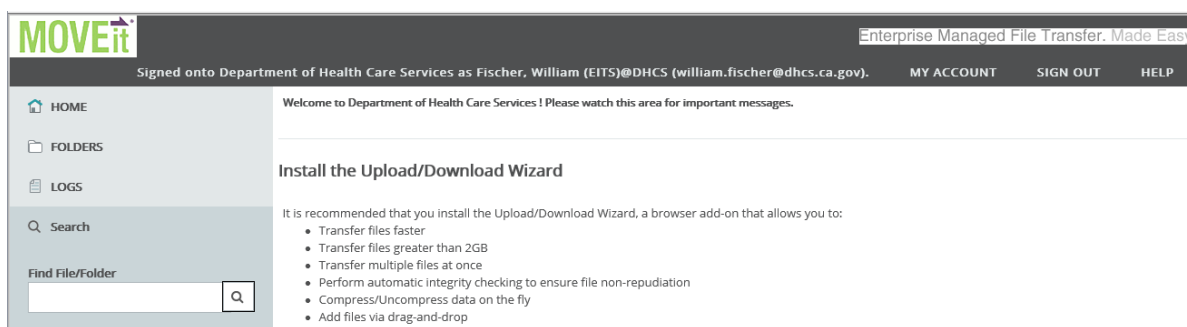 MOVEit
Enterprise Managed File Transfer. Made Easy
Signed onto Department of Health Care Services as Fischer, William (EITS)@DHCS (william.fischer@dhcs.ca.gov). MY ACCOUNT SIGN OUT HELP
HOME
FOLDERS
LOGS
Search
Find File/Folder
Welcome to Department of Health Care Services ! Please watch this area for important messages.
Install the Upload/Download Wizard
It is recommended that you install the Upload/Download Wizard, a browser add-on that allows you to:
• Transfer files faster
• Transfer files greater than 2GB
• Transfer multiple files at once
• Perform automatic integrity checking to ensure file non-repudiation
• Compress/Uncompress data on the fly
• Add files via drag-and-drop